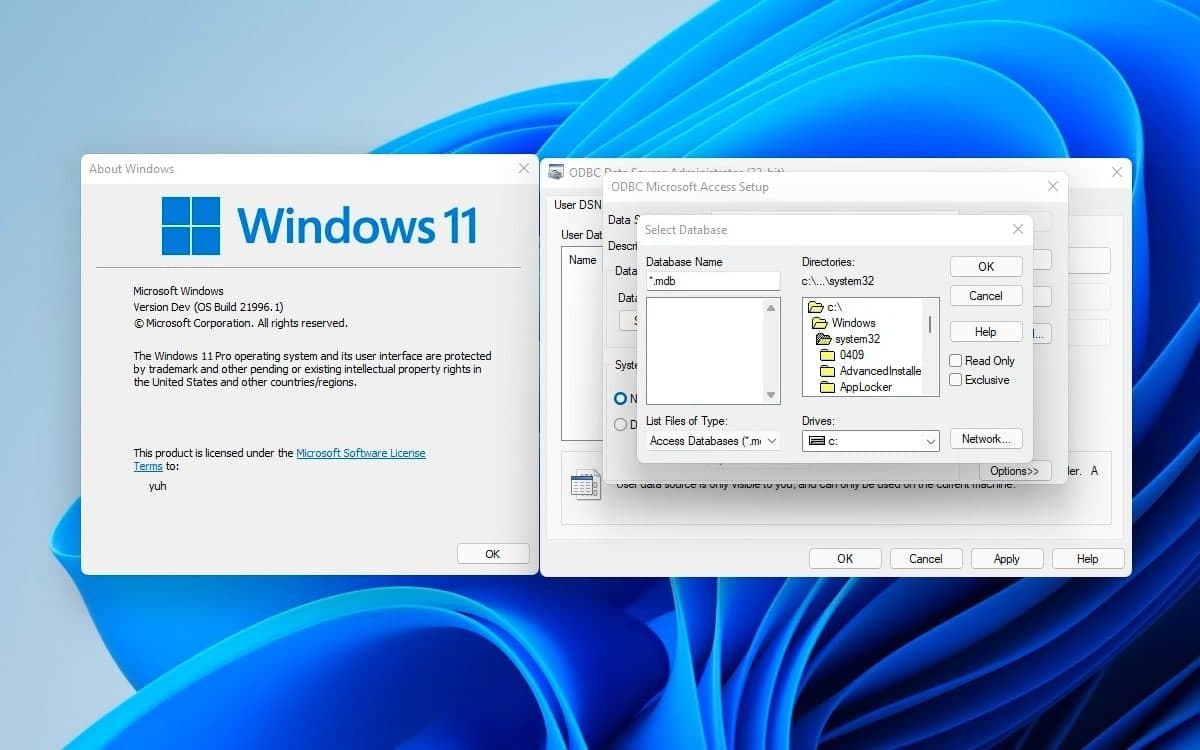 About Windows
Windows 11
Microsoft Windows
Version Dev (OS Build 21996.1)
© Microsoft Corporation. All rights reserved.
The Windows 11 Pro operating system and its user interface are protected
by trademark and other pending or existing intellectual property rights in
the United States and other countries/regions.
This product is licensed under the Microsoft Software License
Terms to:
yuh
OK
ODBC Data Source Administrator (32-bit)
User DSN
User Dat
Name
User data source is only visible to you, and can only be used on the current machine.
der. A
OK
Cancel
Apply
Help
ODBC Microsoft Access Setup
Data S
Descri
Data
Data
S
Syste
N
D
Options>>
Select Database
Database Name
*.mdb
List Files of Type:
Access Databases (*.m
Directories:
c:\...\system32
c:\
Windows
system32
0409
AdvancedInstalle
AppLocker
Drives:
c:
OK
Cancel
Help
Read Only
Exclusive
Network...